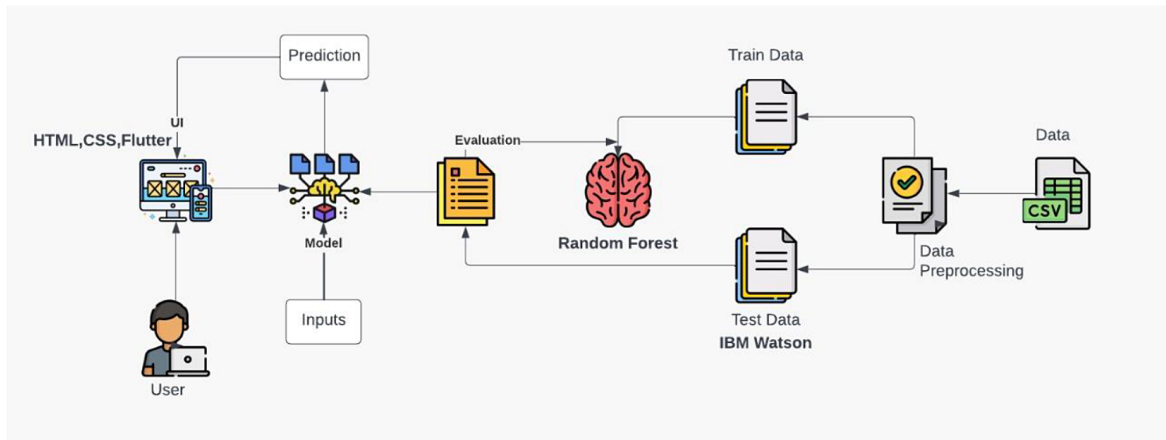 Prediction
Train Data
UI
HTML,CSS,Flutter
Evaluation
Data
CSV
Model
Random Forest
Data
Preprocessing
Inputs
Test Data
IBM Watson
User